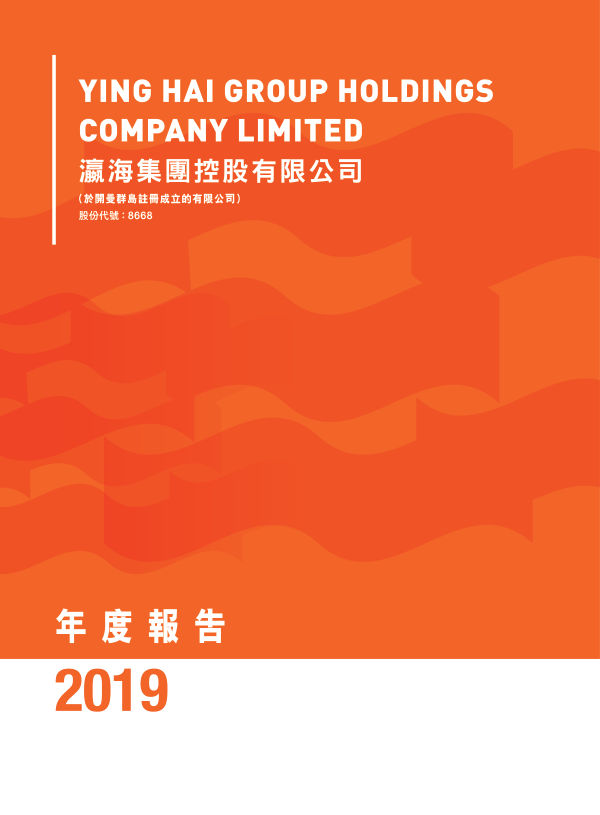 YING HAI GROUP HOLDINGS
COMPANY LIMITED
瀛海集團控股有限公司
(於開曼群島註冊成立的有限公司)
股份代號：8668
年度報告
2019